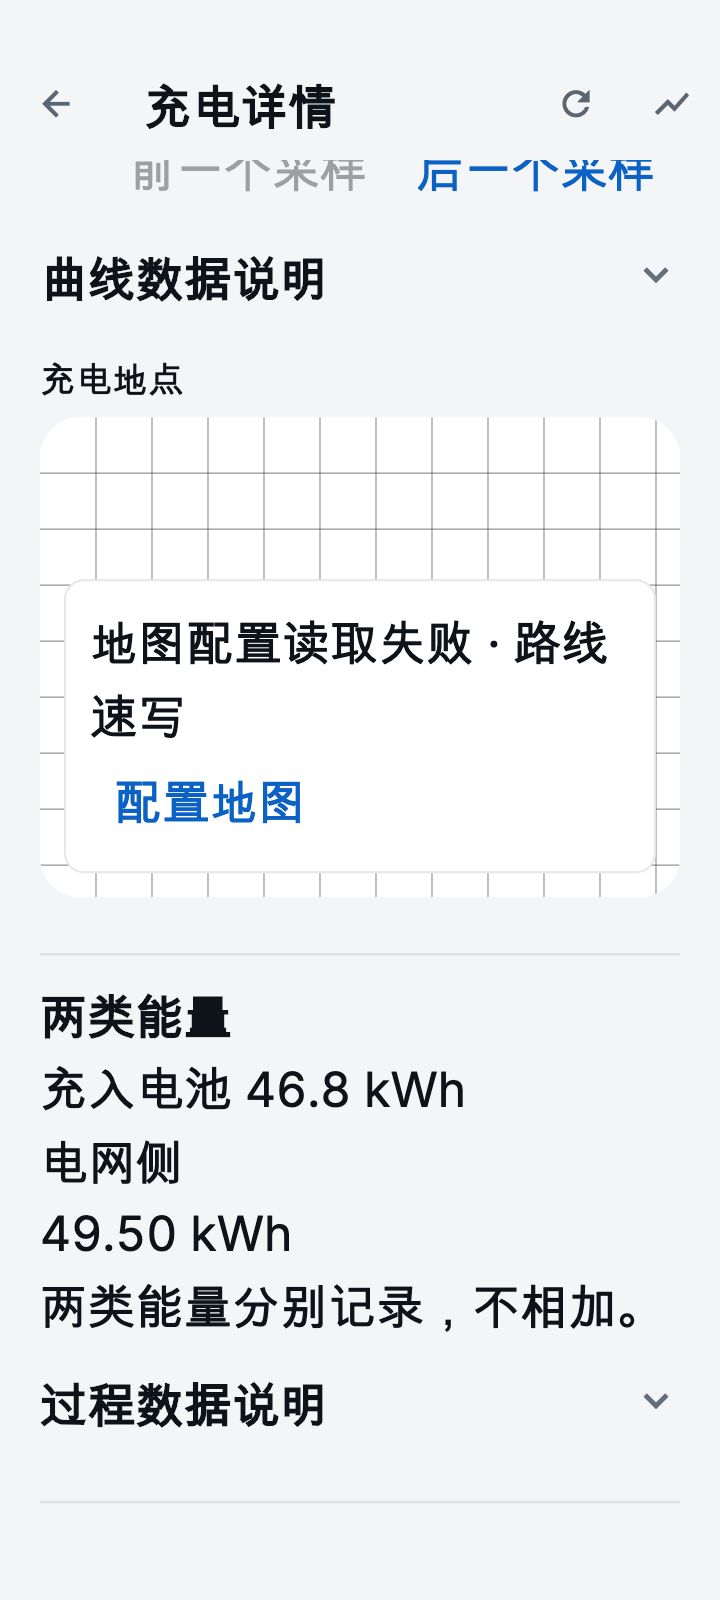 充电详情
前一个采样 后一个采样
曲线数据说明
充电地点
地图配置读取失败 · 路线
速写
配置地图
两类能量
充入电池 46.8 kWh
电网侧
49.50 kWh
两类能量分别记录，不相加。
过程数据说明